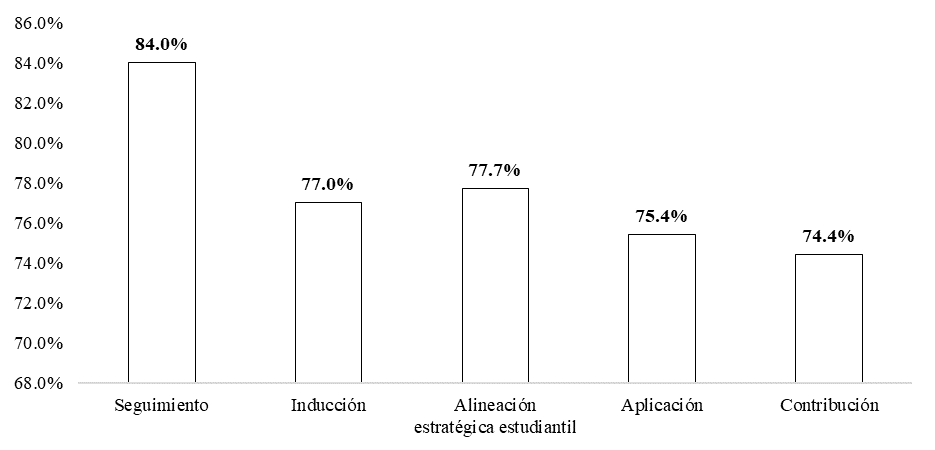 86.0%
84.0%
82.0%
80.0%
78.0%
76.0%
74.0%
72.0%
70.0%
68.0%
84.0%
77.0%
77.7%
75.4%
74.4%
Seguimiento
Inducción
Alineación
estratégica estudiantil
Aplicación
Contribución